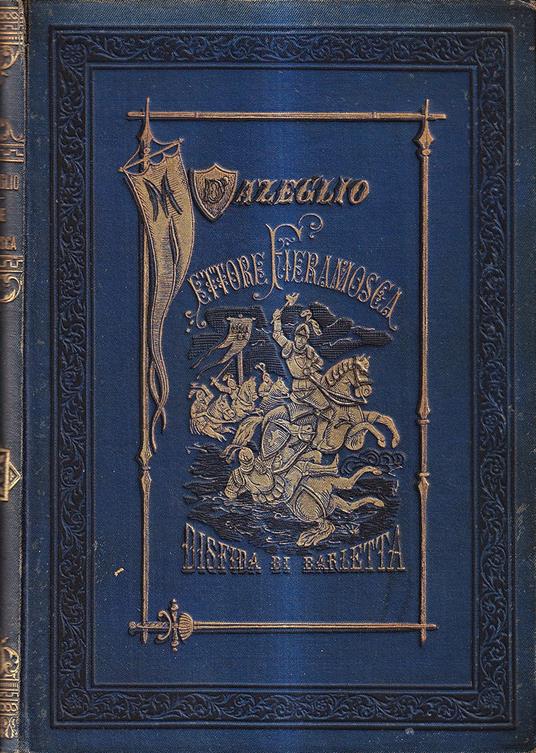 M D'AZEGLIO
ETTORE FIERAMOSCA
DISFIDA DI BARLETTA